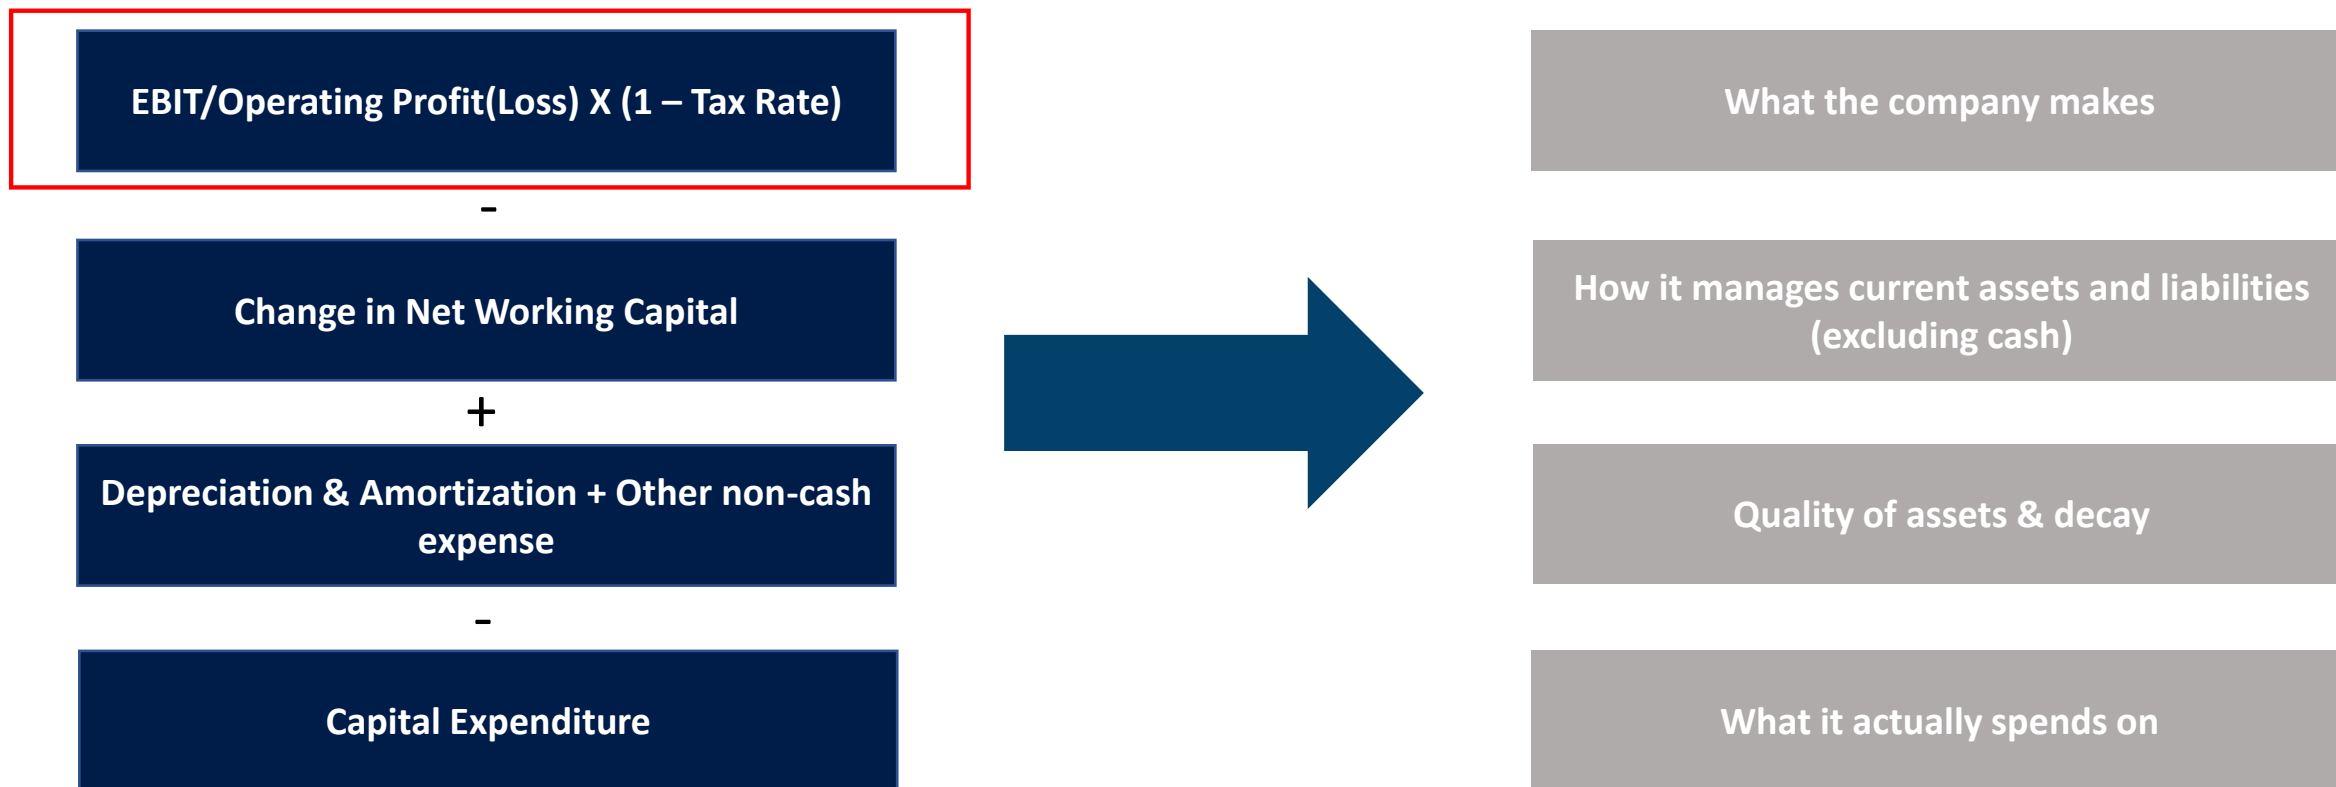 EBIT/Operating Profit(Loss) X (1 – Tax Rate)
-
Change in Net Working Capital
+
Depreciation & Amortization + Other non-cash
expense
-
Capital Expenditure
What the company makes
How it manages current assets and liabilities
(excluding cash)
Quality of assets & decay
What it actually spends on